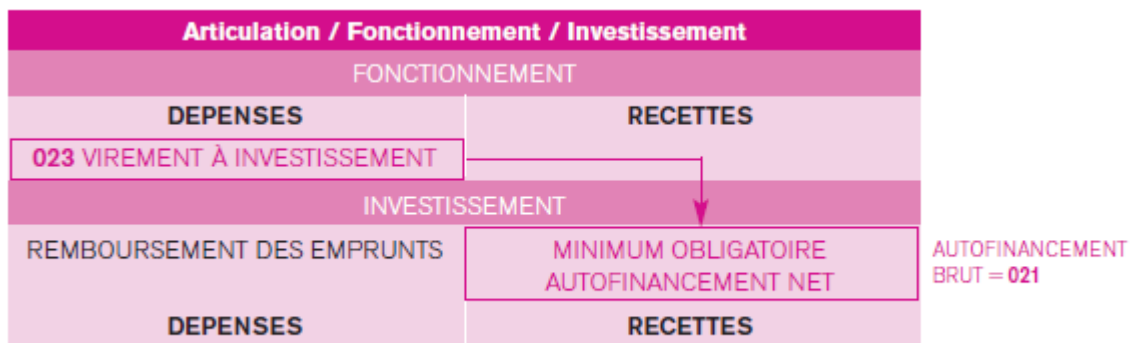 Articulation / Fonctionnement / Investissement
FONCTIONNEMENT
DEPENSES
RECETTES
023 VIREMENT À INVESTISSEMENT
INVESTISSEMENT
REMBOURSEMENT DES EMPRUNTS
MINIMUM OBLIGATOIRE
AUTOFINANCEMENT NET
AUTOFINANCEMENT
BRUT = 021
DEPENSES
RECETTES